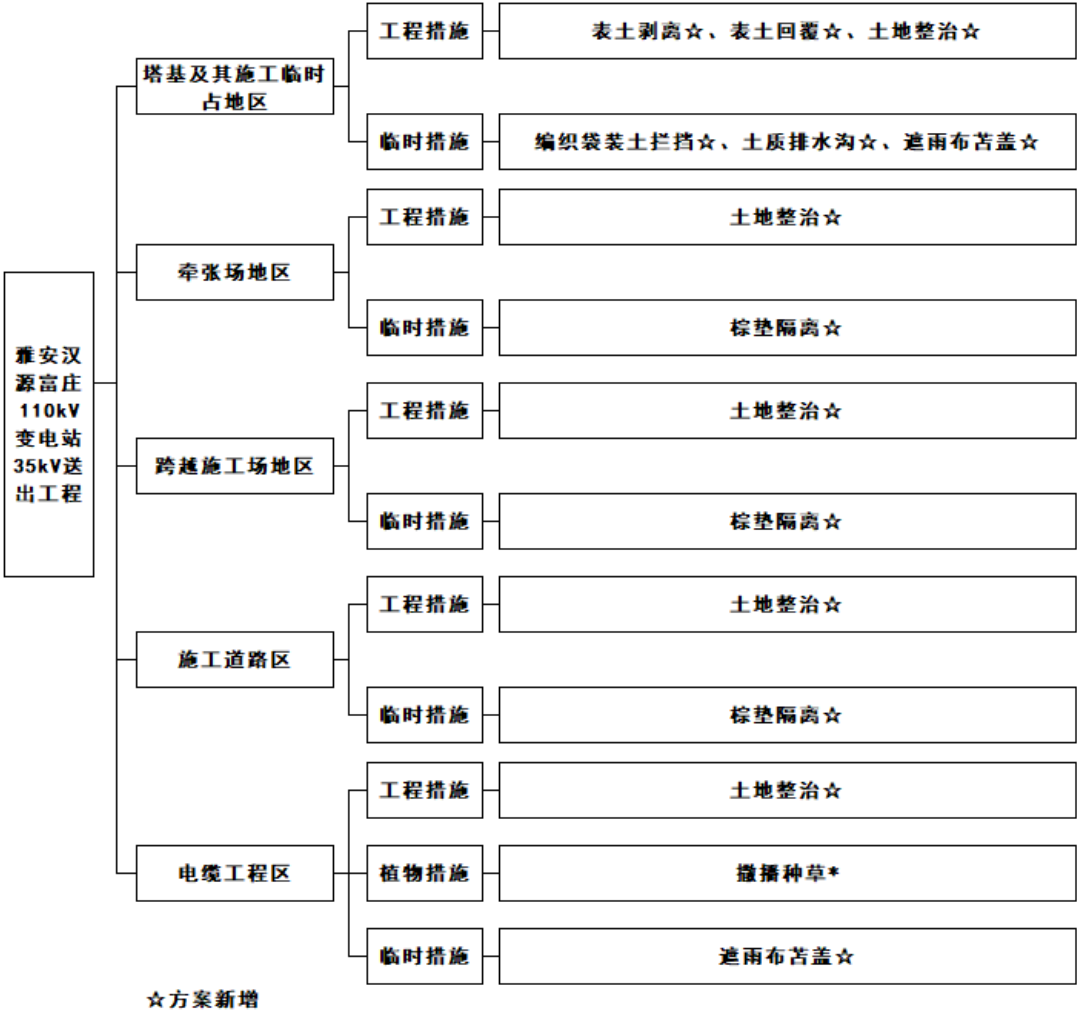 雅安汉
源富庄
110kV
变电站
35kV送
出工程
塔基及其施工临时
占地区
工程措施
表土剥离☆、表土回覆☆、土地整治☆
临时措施
编织袋装土拦挡☆、土质排水沟☆、遮雨布苫盖☆
牵张场地区
工程措施
土地整治☆
临时措施
棕垫隔离☆
跨越施工场地区
工程措施
土地整治☆
临时措施
棕垫隔离☆
施工道路区
工程措施
土地整治☆
临时措施
棕垫隔离☆
电缆工程区
工程措施
土地整治☆
植物措施
撒播种草*
临时措施
遮雨布苫盖☆
☆方案新增